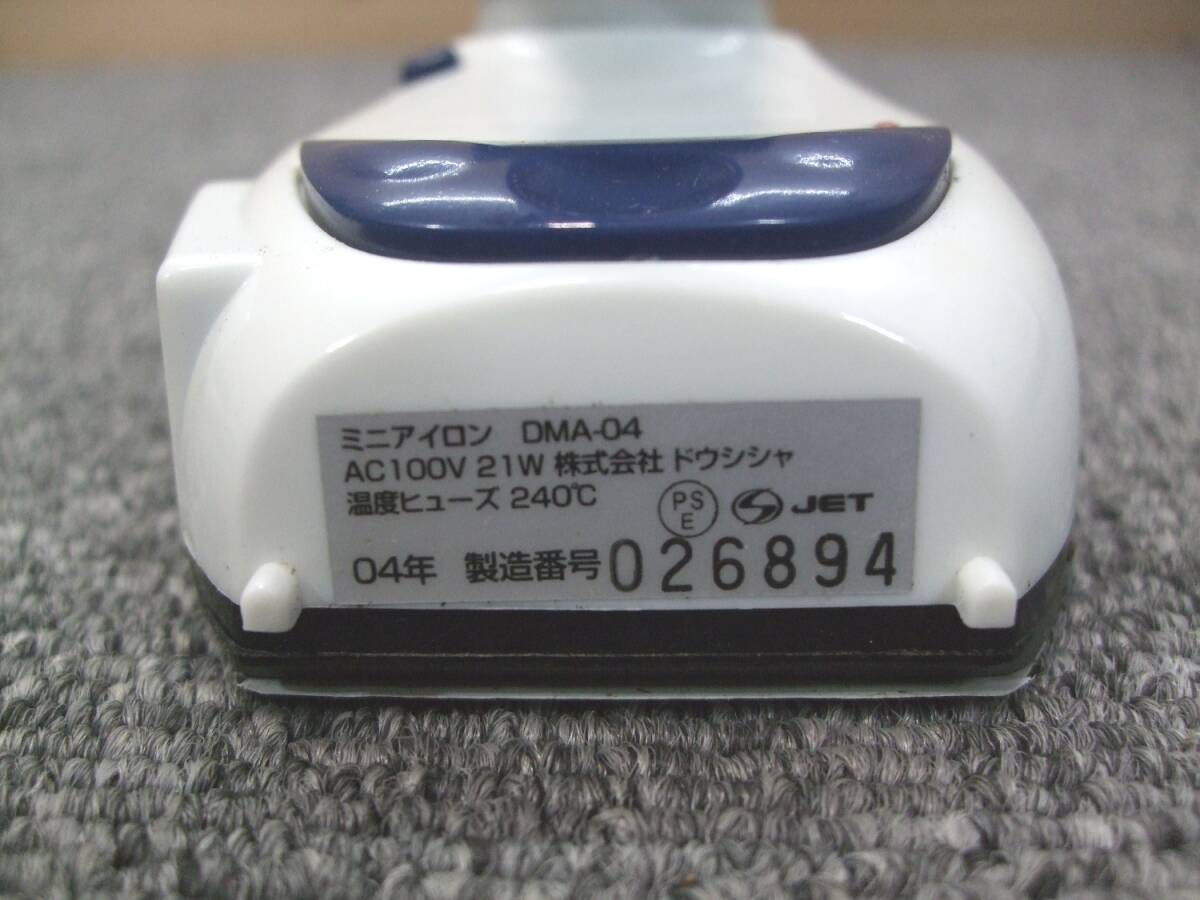 ミニアイロン DMA-04
AC100V 21W 株式会社 ドウシシャ
温度ヒューズ 240℃ PSE JET
04年 製造番号 026894